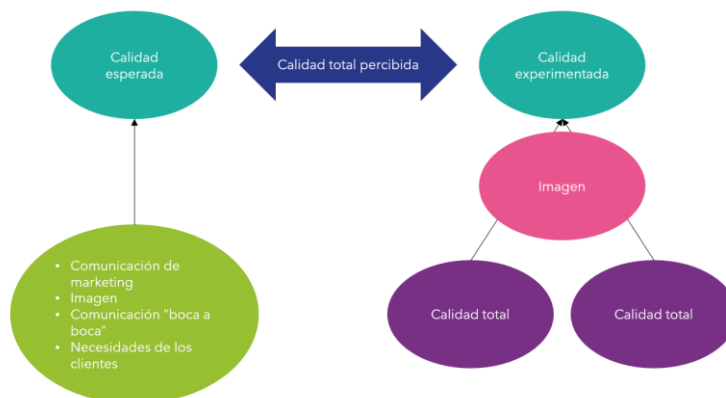 Calidad
esperada
Calidad total percibida
Calidad
experimentada
Imagen
• Comunicación de
marketing
• Imagen
• Comunicación "boca a
boca"
• Necesidades de los
clientes
Calidad total
Calidad total